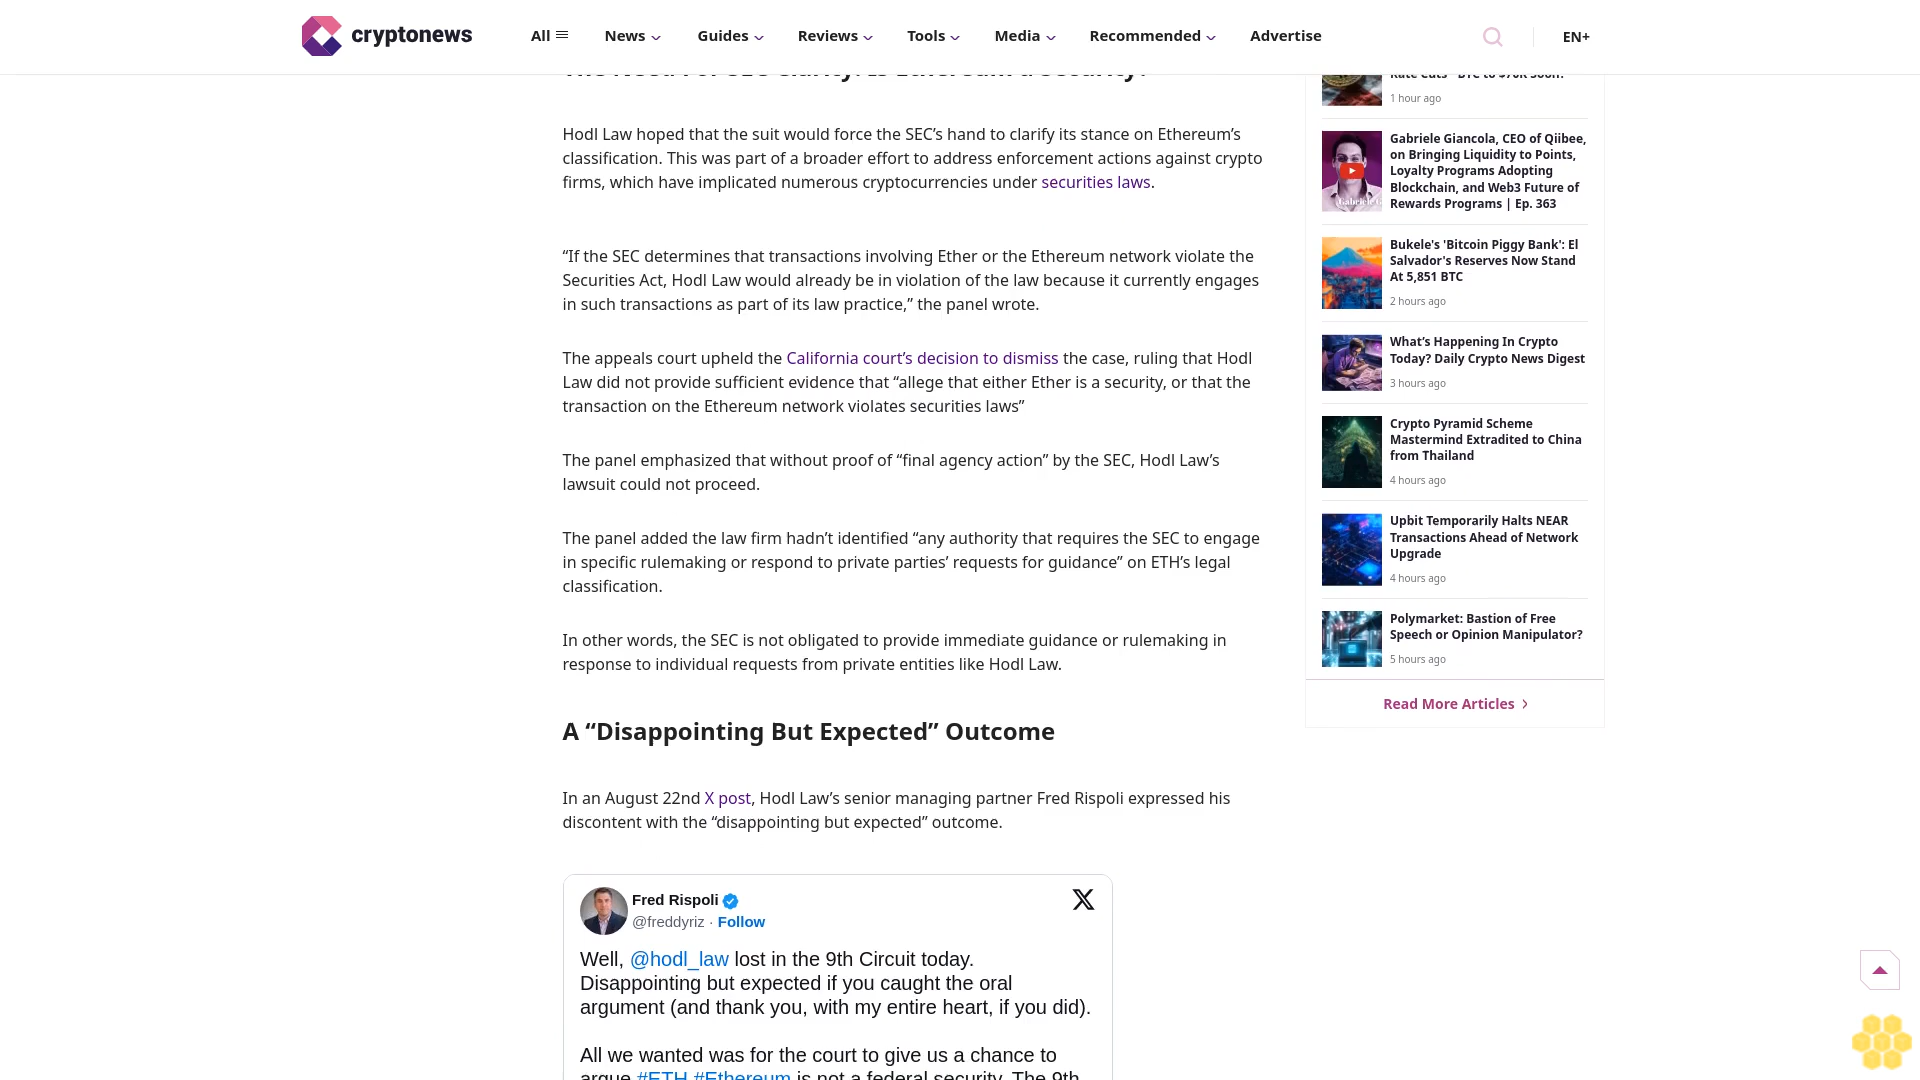 cryptonews
All
News
Guides
Reviews
Tools
Media
Recommended
Advertise
EN+
Hodl Law hoped that the suit would force the SEC’s hand to clarify its stance on Ethereum’s
classification. This was part of a broader effort to address enforcement actions against crypto
firms, which have implicated numerous cryptocurrencies under securities laws.
“If the SEC determines that transactions involving Ether or the Ethereum network violate the
Securities Act, Hodl Law would already be in violation of the law because it currently engages
in such transactions as part of its law practice,” the panel wrote.
The appeals court upheld the California court’s decision to dismiss the case, ruling that Hodl
Law did not provide sufficient evidence that “allege that either Ether is a security, or that the
transaction on the Ethereum network violates securities laws”
The panel emphasized that without proof of “final agency action” by the SEC, Hodl Law’s
lawsuit could not proceed.
The panel added the law firm hadn’t identified “any authority that requires the SEC to engage
in specific rulemaking or respond to private parties’ requests for guidance” on ETH’s legal
classification.
In other words, the SEC is not obligated to provide immediate guidance or rulemaking in
response to individual requests from private entities like Hodl Law.
A “Disappointing But Expected” Outcome
In an August 22nd X post, Hodl Law’s senior managing partner Fred Rispoli expressed his
discontent with the “disappointing but expected” outcome.
Fred Rispoli
@freddyriz · Follow
Well, @hodl_law lost in the 9th Circuit today.
Disappointing but expected if you caught the oral
argument (and thank you, with my entire heart, if you did).
All we wanted was for the court to give us a chance to
argue #ETH #Ethereum is not a federal security. The 9th
1 hour ago
Gabriele Giancola, CEO of Qiibee,
on Bringing Liquidity to Points,
Loyalty Programs Adopting
Blockchain, and Web3 Future of
Rewards Programs | Ep. 363
Bukele's 'Bitcoin Piggy Bank': El
Salvador's Reserves Now Stand
At 5,851 BTC
2 hours ago
What’s Happening In Crypto
Today? Daily Crypto News Digest
3 hours ago
Crypto Pyramid Scheme
Mastermind Extradited to China
from Thailand
4 hours ago
Upbit Temporarily Halts NEAR
Transactions Ahead of Network
Upgrade
4 hours ago
Polymarket: Bastion of Free
Speech or Opinion Manipulator?
5 hours ago
Read More Articles